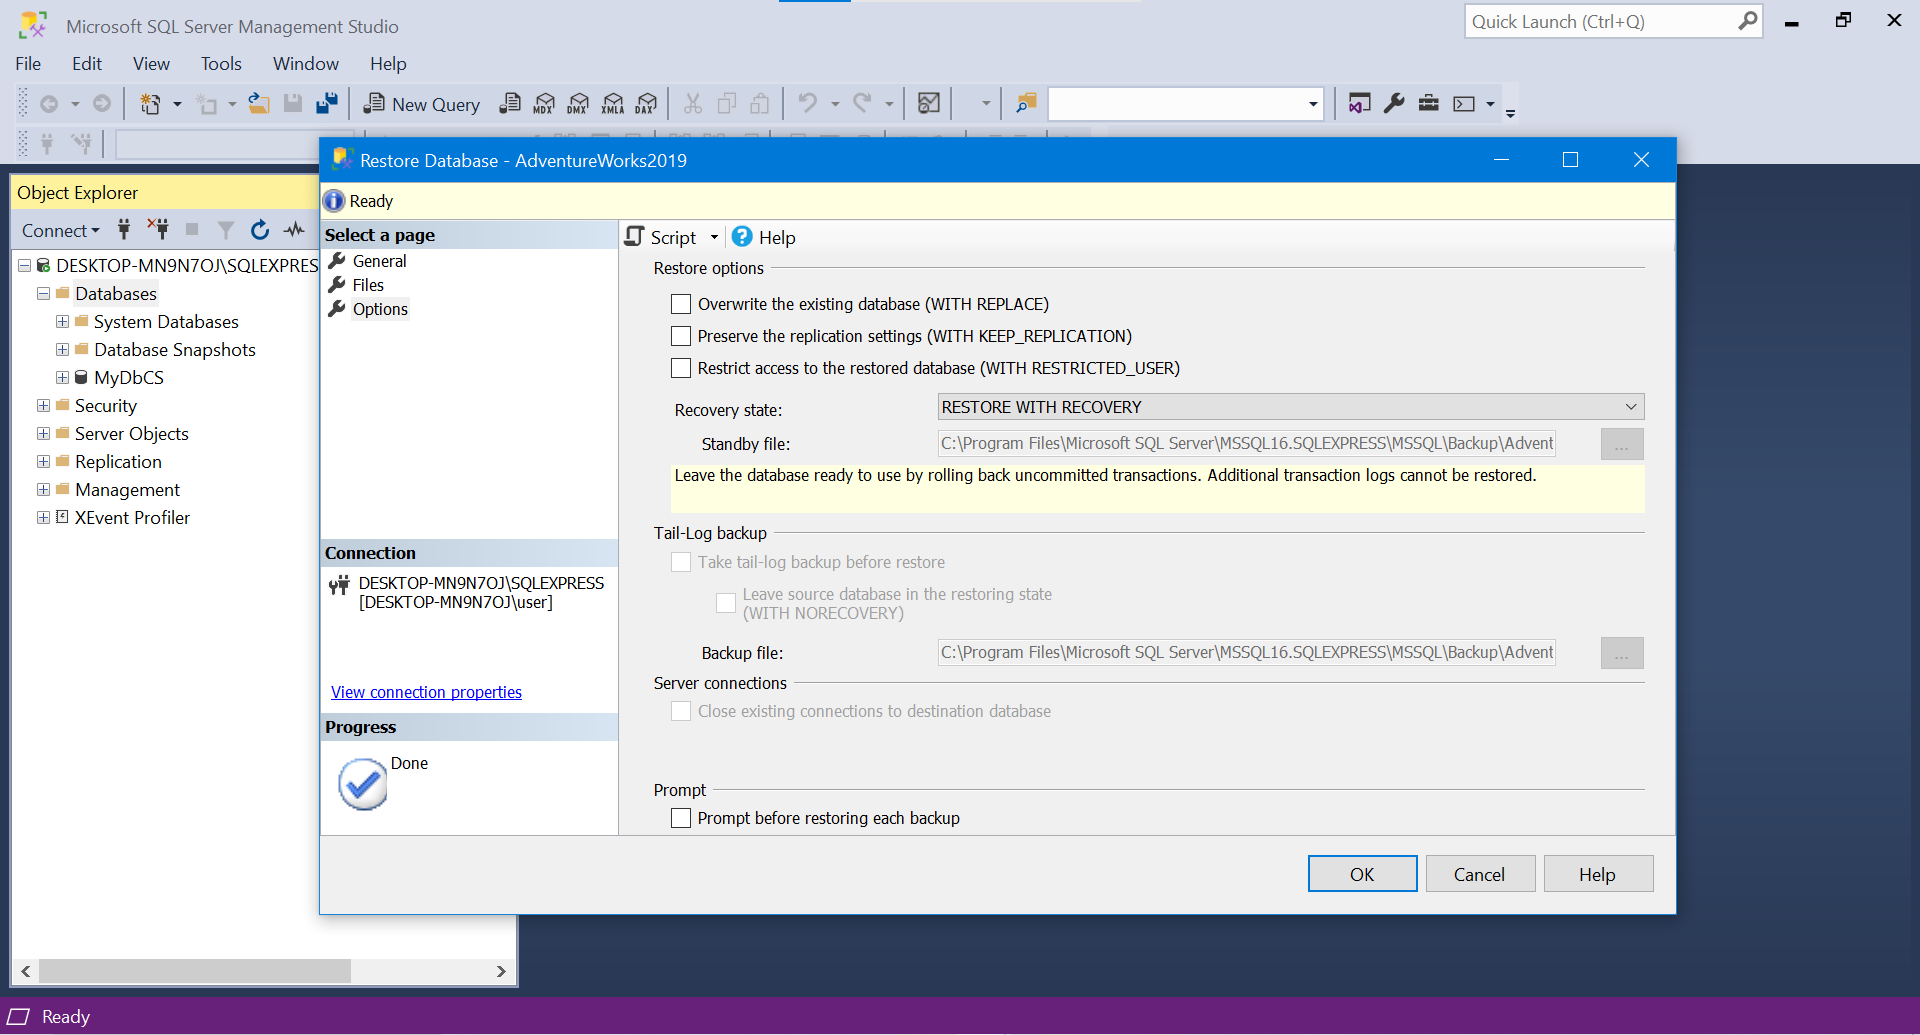 Microsoft SQL Server Management Studio
Quick Launch (Ctrl+Q)
File Edit View Tools Window Help
New Query MDX DMX XMLA DAX
Restore Database - AdventureWorks2019
Object Explorer
Ready
Connect
Select a page
Script Help
General
Files
Options
DESKTOP-MN9N7OJ\SQLEXPRES
Databases
System Databases
Database Snapshots
MyDbCS
Security
Server Objects
Replication
Management
XEvent Profiler
Restore options
Overwrite the existing database (WITH REPLACE)
Preserve the replication settings (WITH KEEP_REPLICATION)
Restrict access to the restored database (WITH RESTRICTED_USER)
Recovery state: RESTORE WITH RECOVERY
Standby file: C:\Program Files\Microsoft SQL Server\MSSQL16.SQLEXPRESS\MSSQL\Backup\Advent ...
Leave the database ready to use by rolling back uncommitted transactions. Additional transaction logs cannot be restored.
Tail-Log backup
Take tail-log backup before restore
Leave source database in the restoring state
(WITH NORECOVERY)
Backup file: C:\Program Files\Microsoft SQL Server\MSSQL16.SQLEXPRESS\MSSQL\Backup\Advent ...
Server connections
Close existing connections to destination database
Prompt
Prompt before restoring each backup
Connection
DESKTOP-MN9N7OJ\SQLEXPRESS
[DESKTOP-MN9N7OJ\user]
View connection properties
Progress
Done
OK Cancel Help
Ready